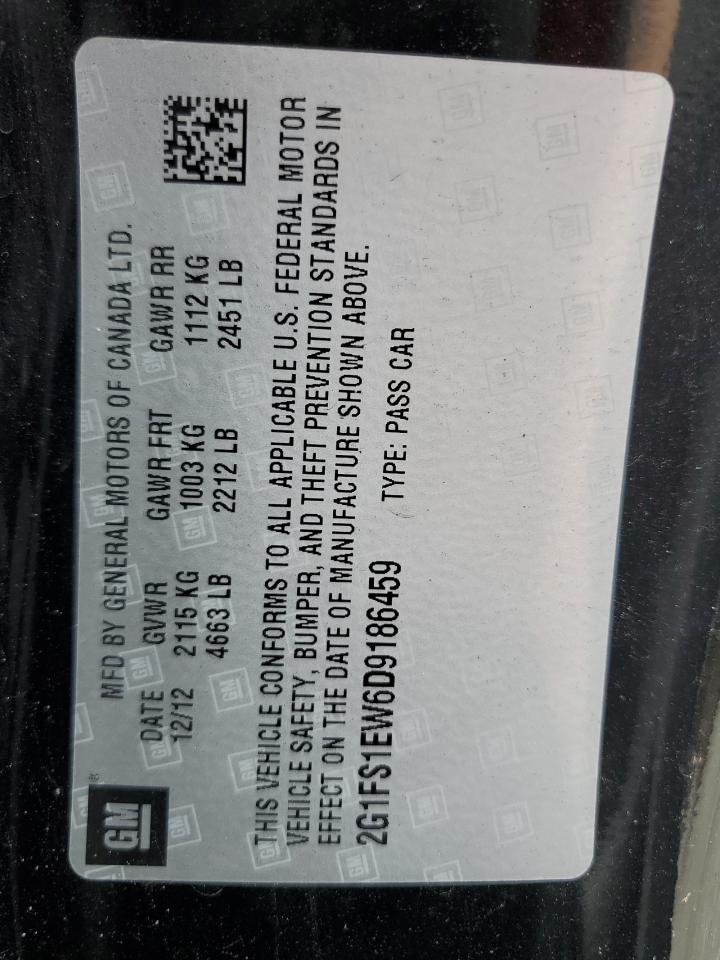 GM
MFD BY GENERAL MOTORS OF CANADA LTD.
DATE GVWR GAWR FRT GAWR RR
12/12 2115 KG 1003 KG 1112 KG
4663 LB 2212 LB 2451 LB
THIS VEHICLE CONFORMS TO ALL APPLICABLE U.S. FEDERAL MOTOR
VEHICLE SAFETY, BUMPER, AND THEFT PREVENTION STANDARDS IN
EFFECT ON THE DATE OF MANUFACTURE SHOWN ABOVE.
2G1FS1EW6D9186459 TYPE: PASS CAR